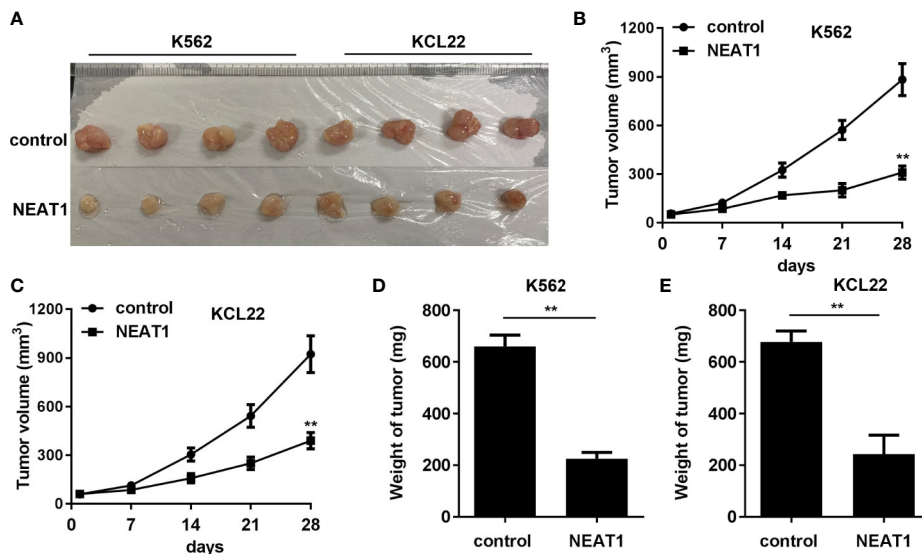 A
K562
KCL22
control
NEAT1
B
K562
control
NEAT1
Tumor volume (mm³)
1200
900
600
300
0
**
0 7 14 21 28
days
C
KCL22
control
NEAT1
Tumor volume (mm³)
1200
900
600
300
0
**
0 7 14 21 28
days
D
K562
**
Weight of tumor (mg)
800
600
400
200
0
control NEAT1
E
KCL22
**
Weight of tumor (mg)
800
600
400
200
0
control NEAT1